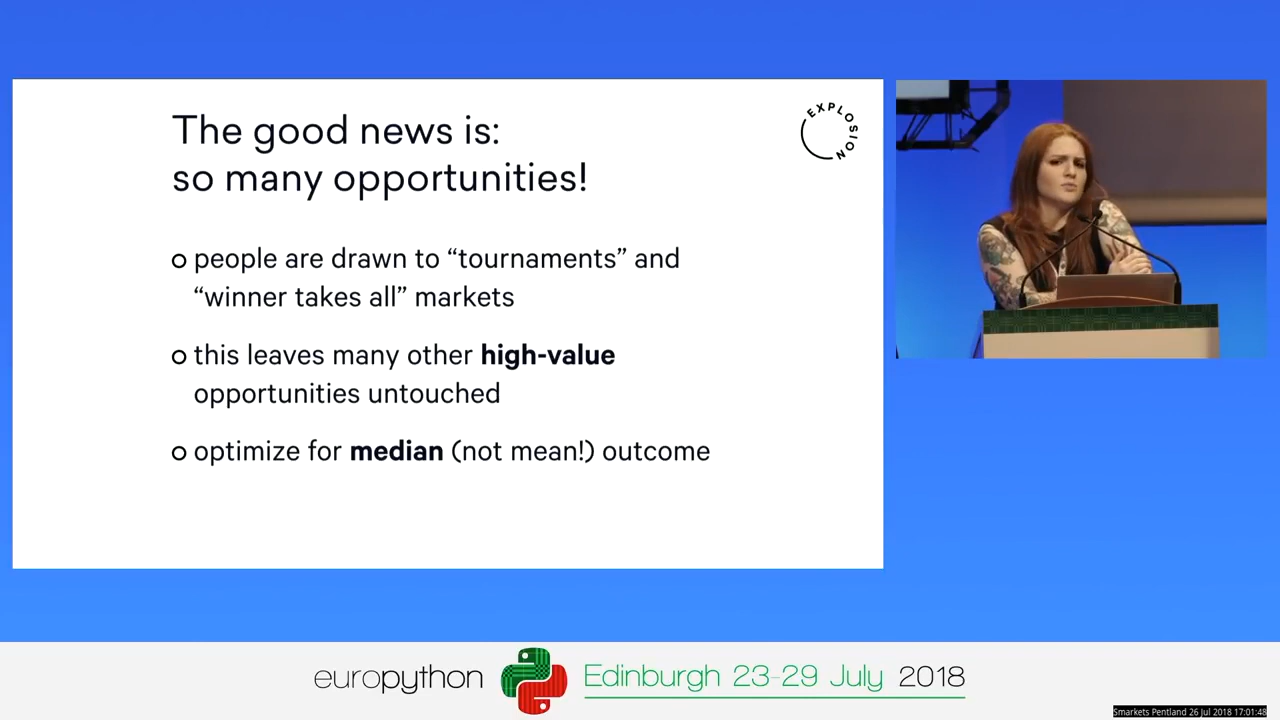 The good news is:
so many opportunities!
EXPLOSION
people are drawn to “tournaments” and
“winner takes all” markets
this leaves many other high-value
opportunities untouched
optimize for median (not mean!) outcome
europython
Edinburgh 23-29 July 2018
Smarkets Pentland 26 Jul 2018 17:01:48